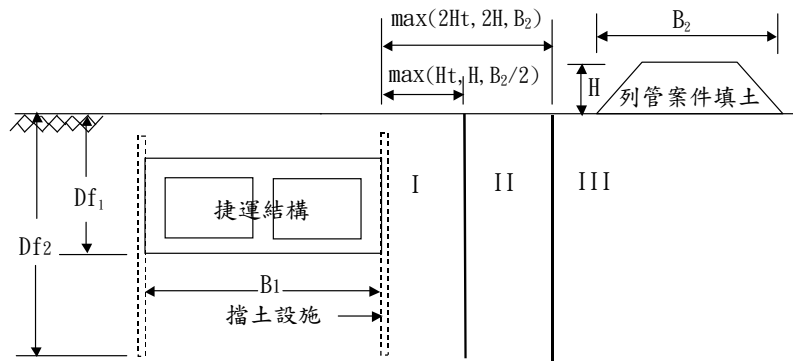 max(2Ht, 2H, B₂)
B₂
max(Ht, H, B₂/2)
H
列管案件填土
Df₁
I
II
III
捷運結構
Df2
B1
擋土設施